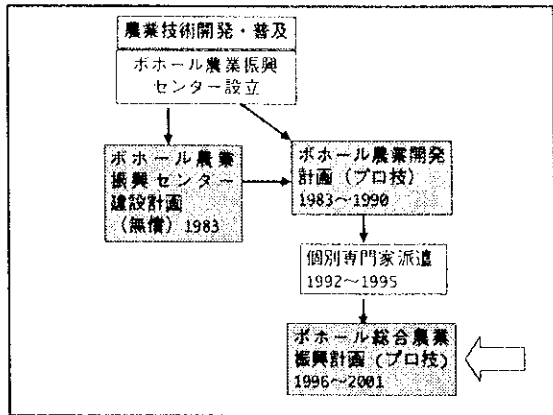 農業技術開発・普及
ボホール農業振興
センター設立
ボホール農業
振興センター
建設計画
(無償) 1983
ボホール農業開発
計画 (プロ技)
1983～1990
個別専門家派遣
1992～1995
ボホール総合農業
振興計画 (プロ技)
1996～2001